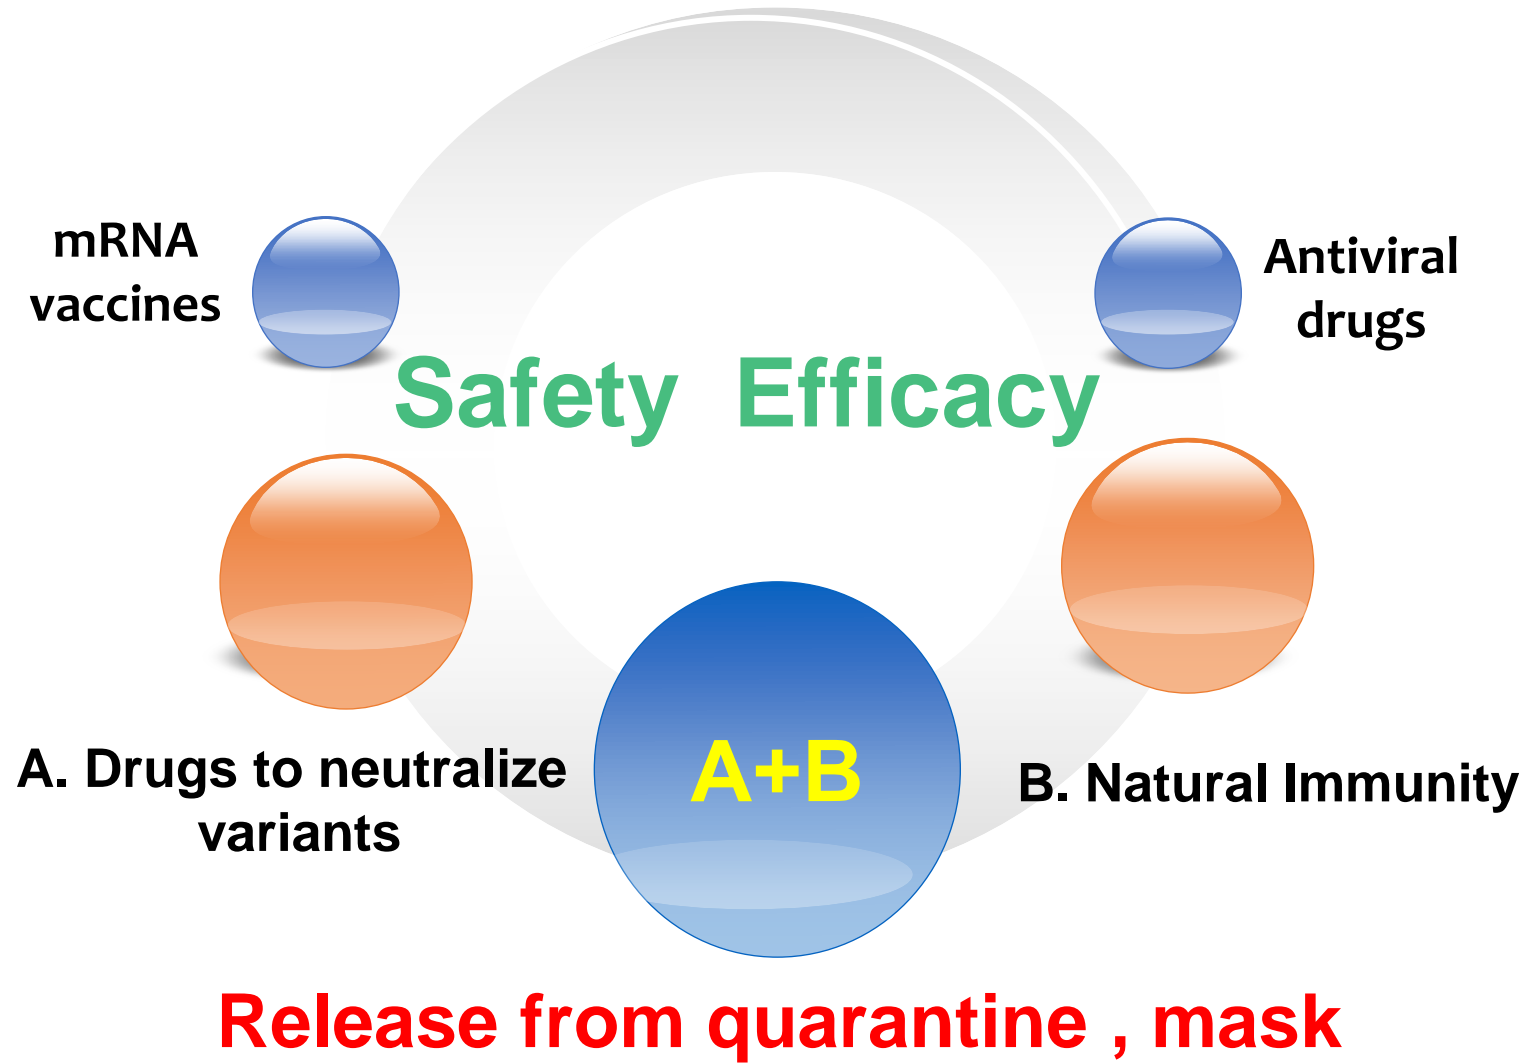 mRNA
vaccines
Antiviral
drugs
Safety  Efficacy
A. Drugs to neutralize
variants
A+B
B. Natural Immunity
Release from quarantine , mask